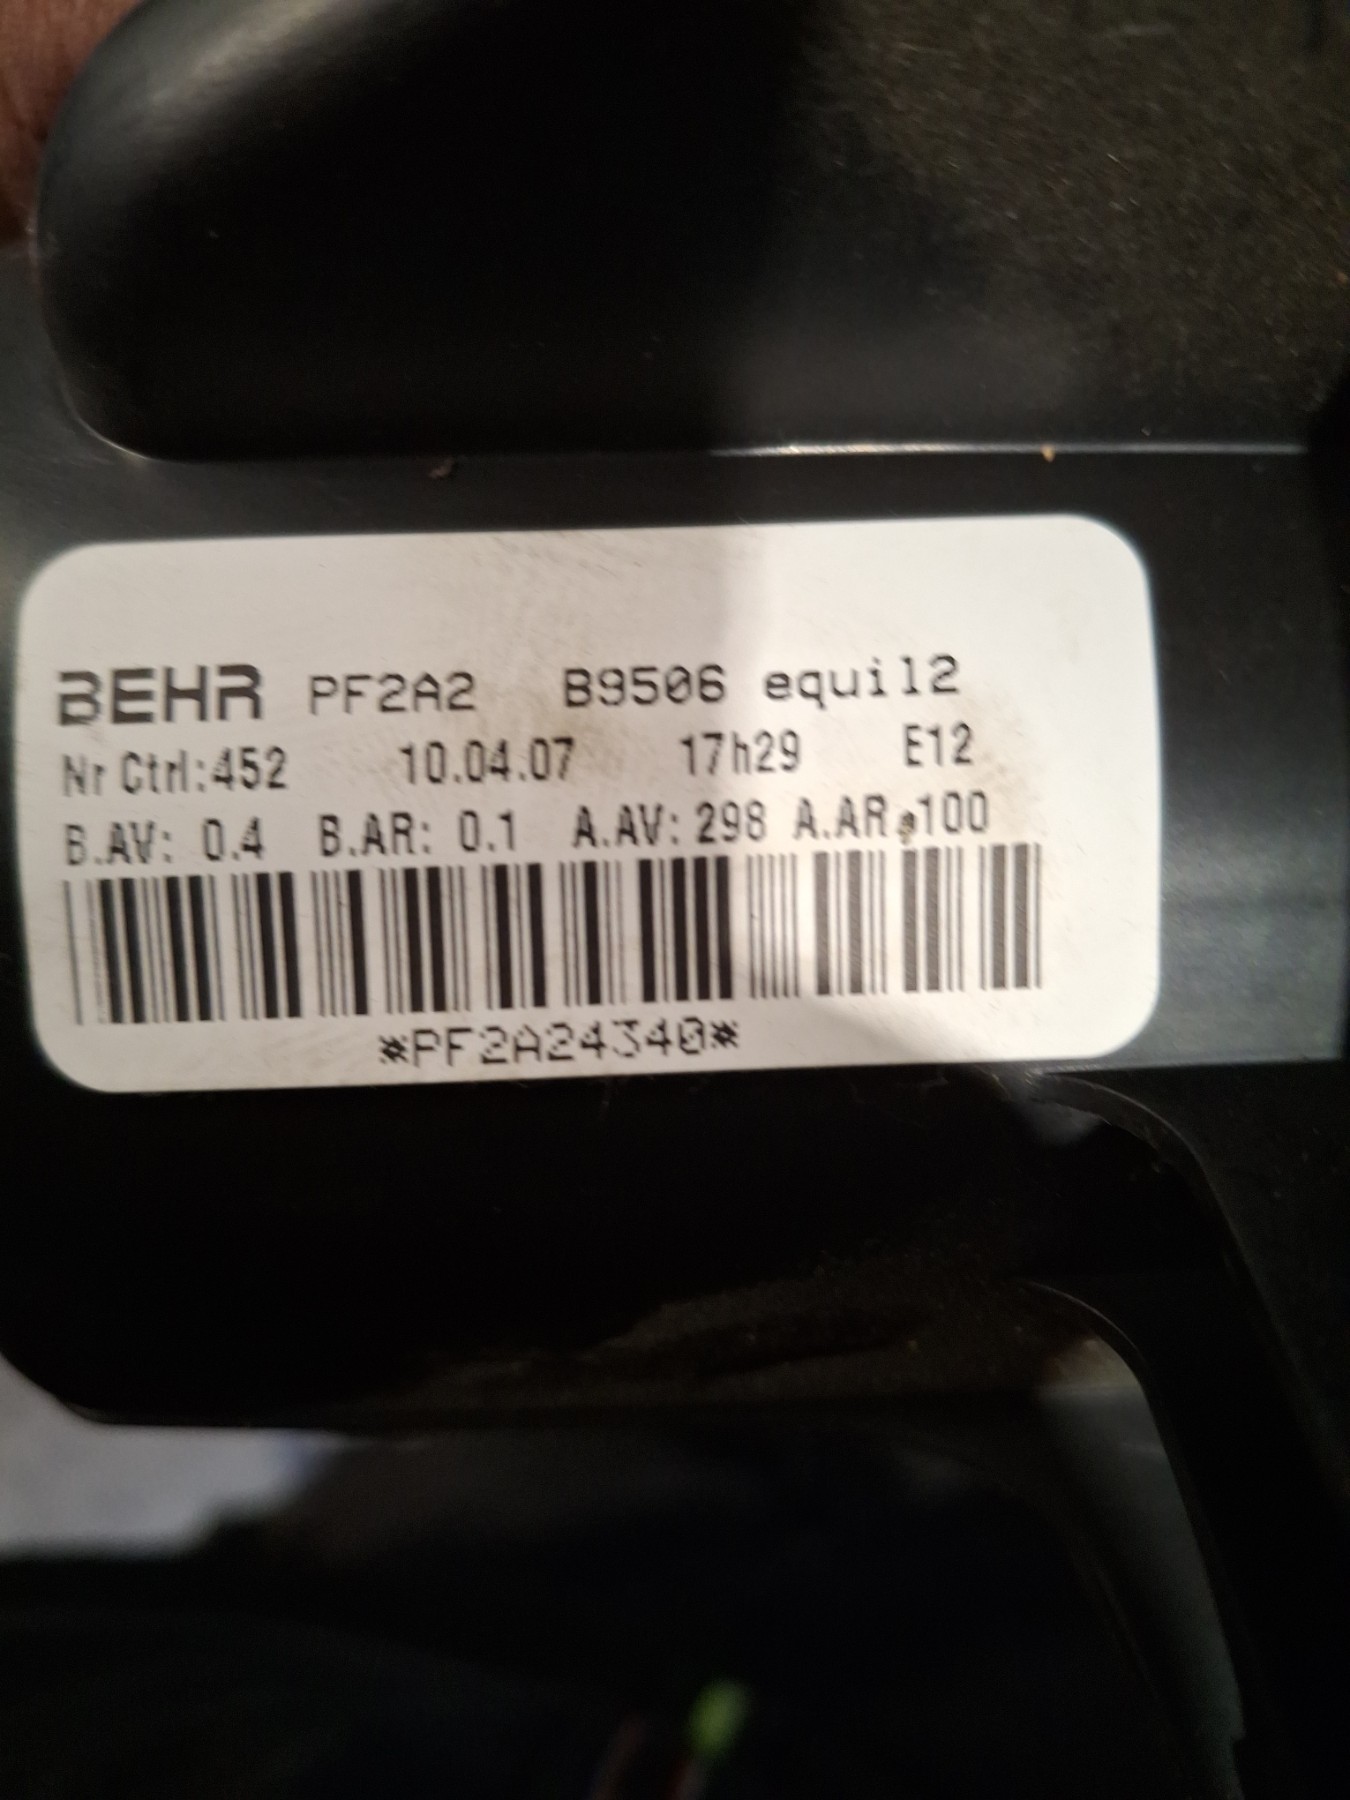 BEHR PF2A2 B9506 equil2
Nr Ctrl:452 10.04.07 17h29 E12
B.AV: 0.4 B.AR: 0.1 A.AV: 298 A.AR:100
*PF2A24340*